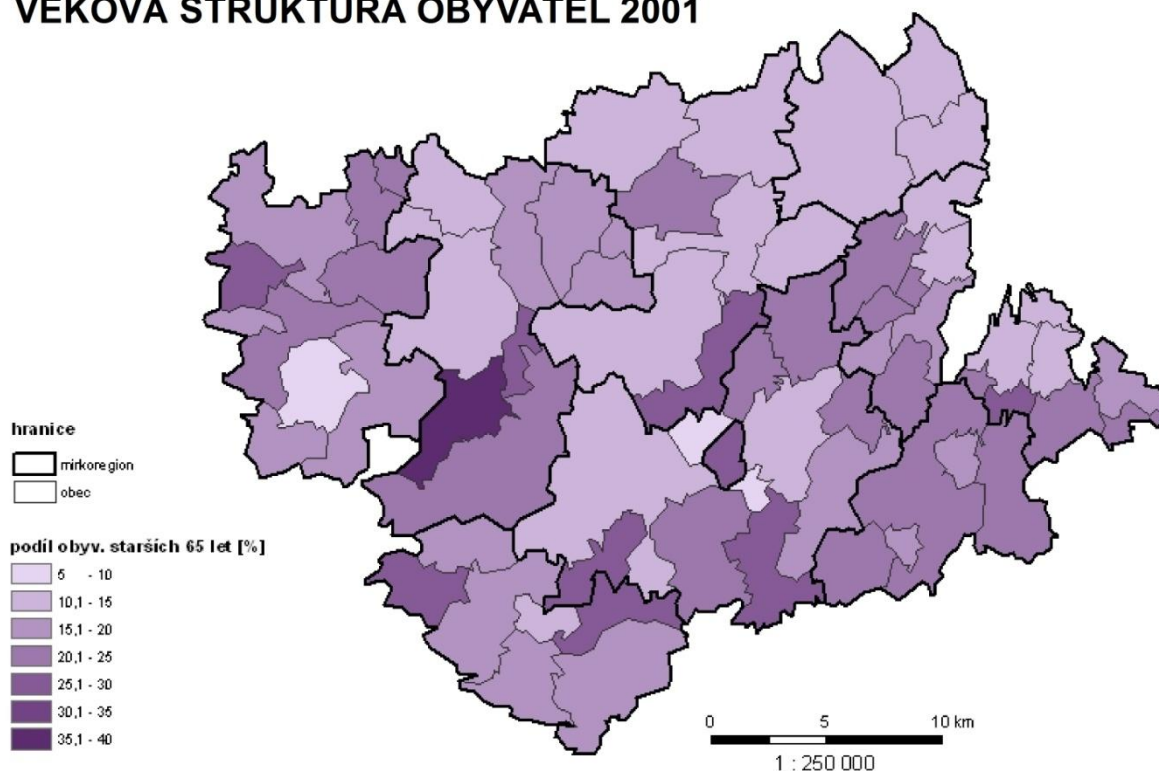 VĚKOVÁ STRUKTURA OBYVATEL 2001
hranice
mirkoregion
obec
podíl obyv. starších 65 let [%]
5 - 10
10,1 - 15
15,1 - 20
20,1 - 25
25,1 - 30
30,1 - 35
35,1 - 40
0 5 10 km
1 : 250 000